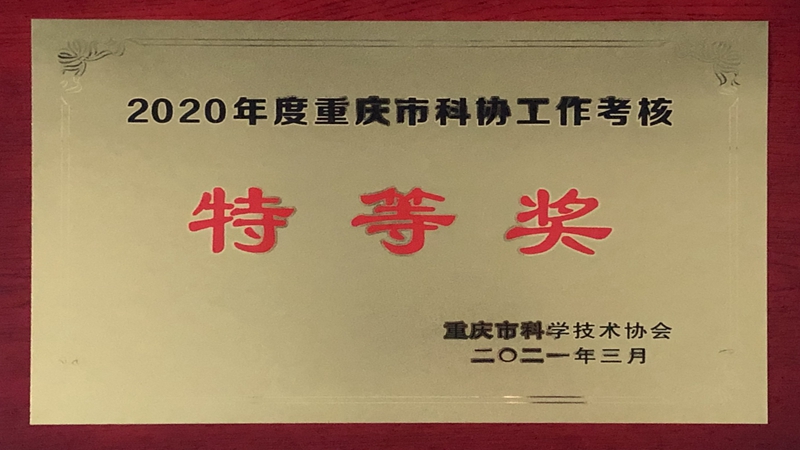 2020年度重庆市科协工作考核
特等奖
重庆市科学技术协会
二〇二一年三月